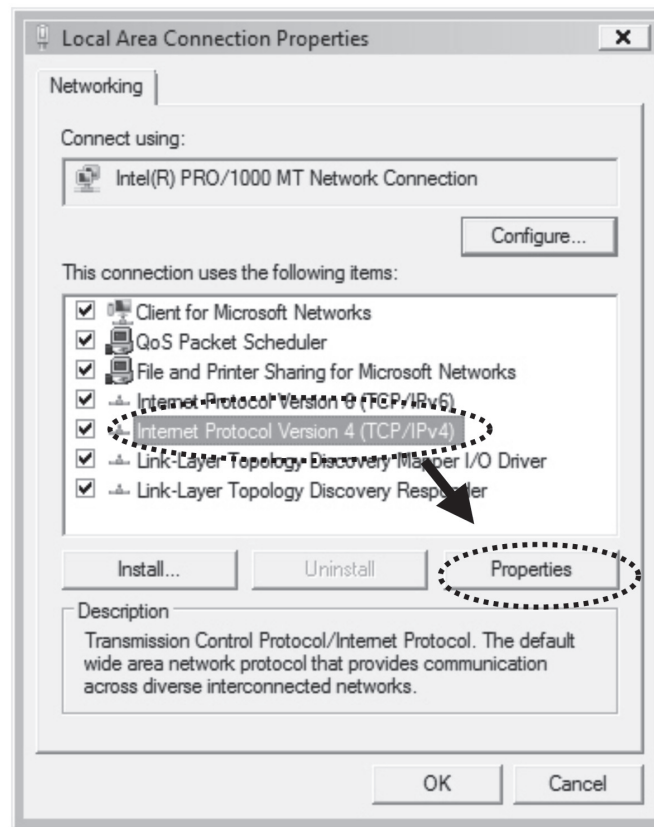 Local Area Connection Properties
Networking
Connect using:
Intel(R) PRO/1000 MT Network Connection
Configure...
This connection uses the following items:
Client for Microsoft Networks
QoS Packet Scheduler
File and Printer Sharing for Microsoft Networks
Internet Protocol Version 6 (TCP/IPv6)
Internet Protocol Version 4 (TCP/IPv4)
Link-Layer Topology Discovery Mapper I/O Driver
Link-Layer Topology Discovery Responder
Install...
Uninstall
Properties
Description
Transmission Control Protocol/Internet Protocol. The default
wide area network protocol that provides communication
across diverse interconnected networks.
OK
Cancel